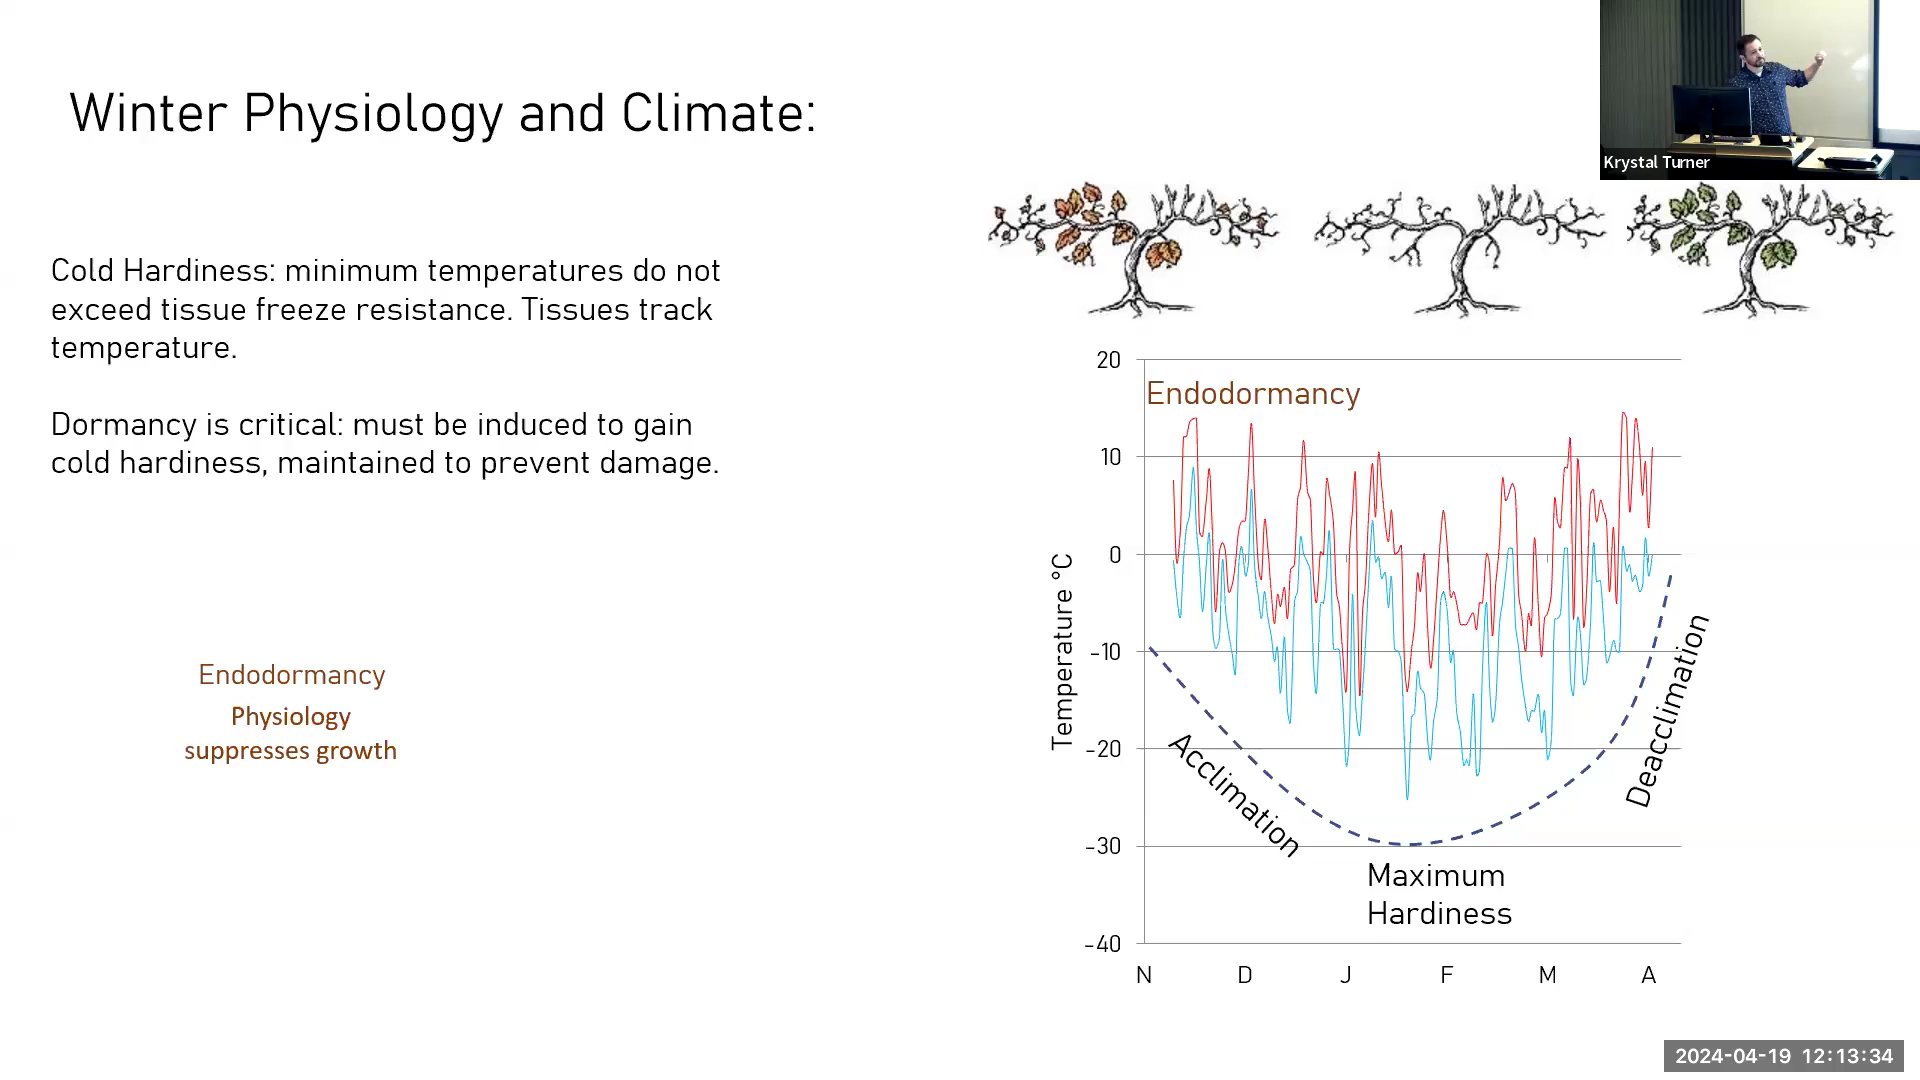 Winter Physiology and Climate:
Krystal Turner
Cold Hardiness: minimum temperatures do not
exceed tissue freeze resistance. Tissues track
temperature.
Dormancy is critical: must be induced to gain
cold hardiness, maintained to prevent damage.
Endodormancy
Physiology
suppresses growth
Endodormancy
20
10
0
-10
-20
-30
-40
Temperature °C
Acclimation
Maximum
Hardiness
Deacclimation
N D J F M A
2024-04-19 12:13:34